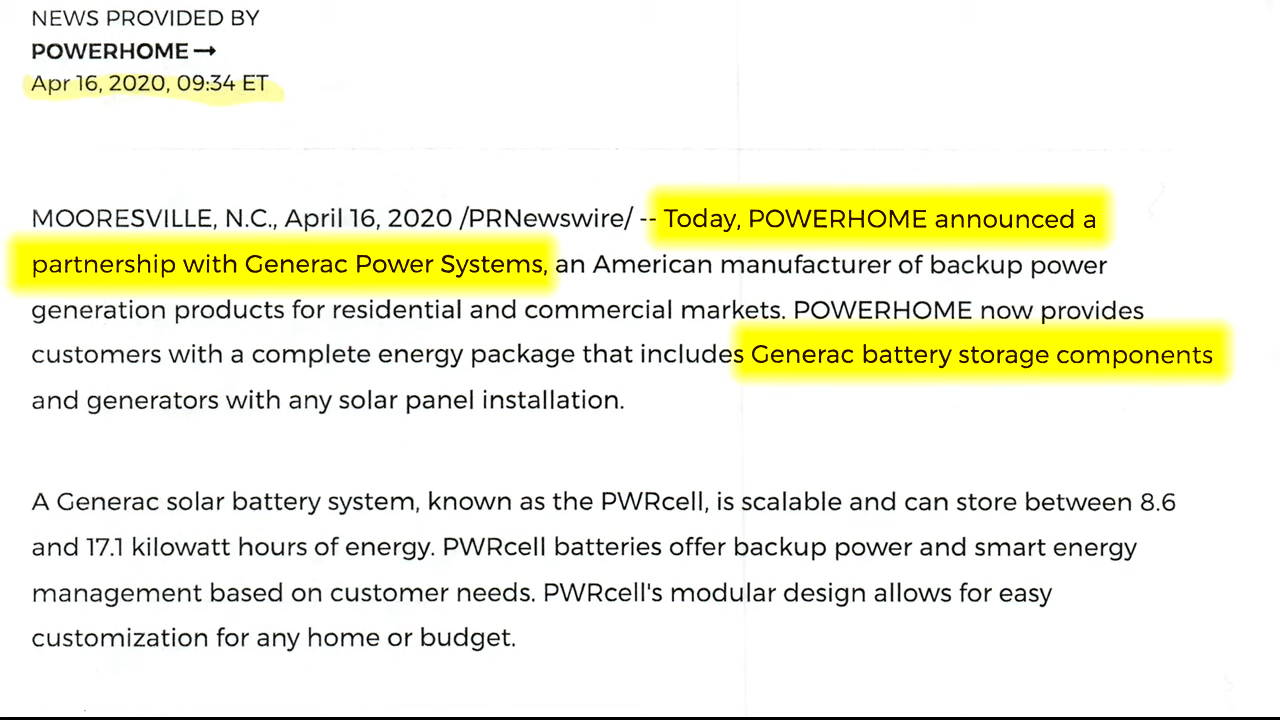 NEWS PROVIDED BY
POWERHOME →
Apr 16, 2020, 09:34 ET
MOORESVILLE, N.C., April 16, 2020 /PRNewswire/ -- Today, POWERHOME announced a
partnership with Generac Power Systems, an American manufacturer of backup power
generation products for residential and commercial markets. POWERHOME now provides
customers with a complete energy package that includes Generac battery storage components
and generators with any solar panel installation.
A Generac solar battery system, known as the PWRcell, is scalable and can store between 8.6
and 17.1 kilowatt hours of energy. PWRcell batteries offer backup power and smart energy
management based on customer needs. PWRcell's modular design allows for easy
customization for any home or budget.